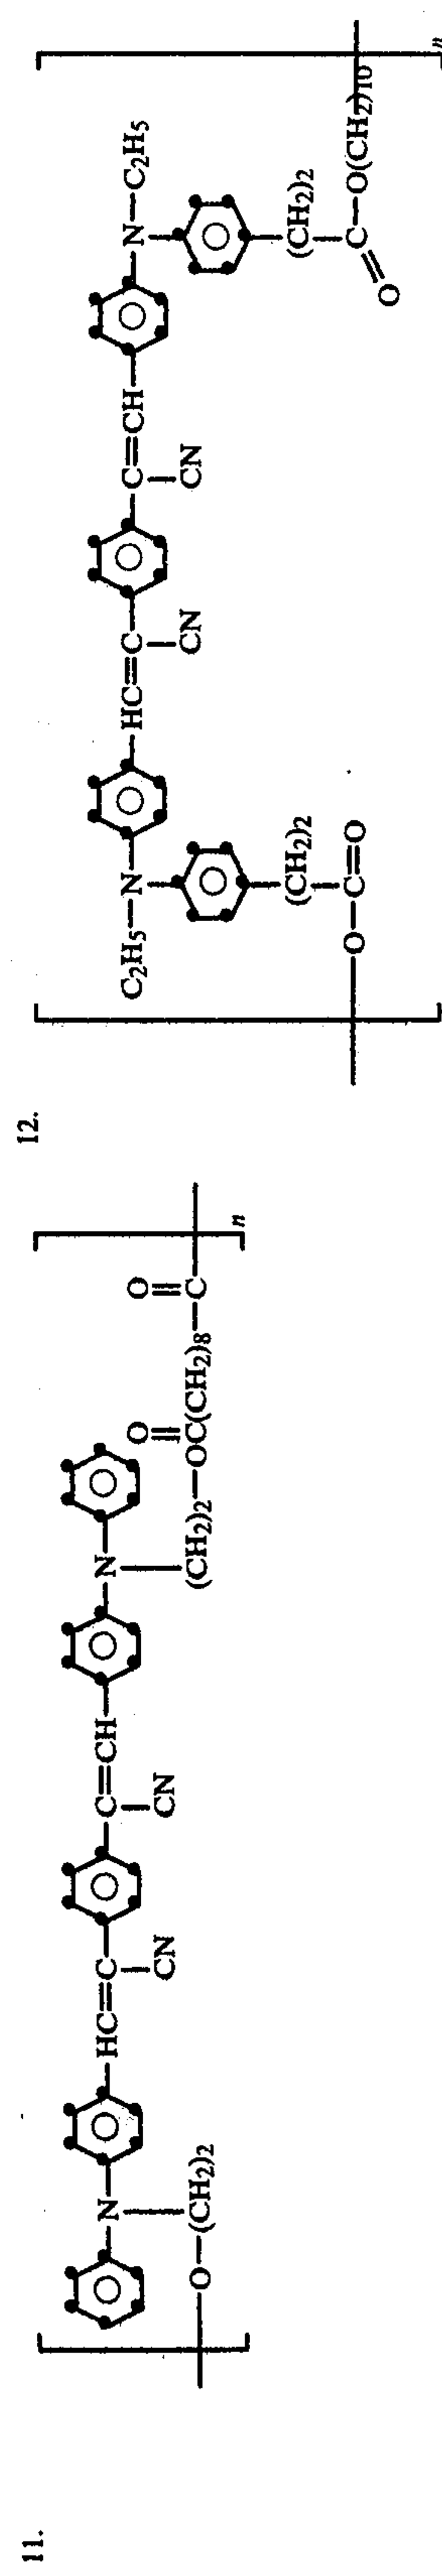 11.
N
N
HC=C
C=CH
CN
CN
O
O
O—(CH2)2
(CH2)2—OC(CH2)8—C
n
12.
C2H5—N
HC=C
C=CH
N—C2H5
CN
CN
(CH2)2
(CH2)2
O—C=O
C—O(CH2)10
O
n